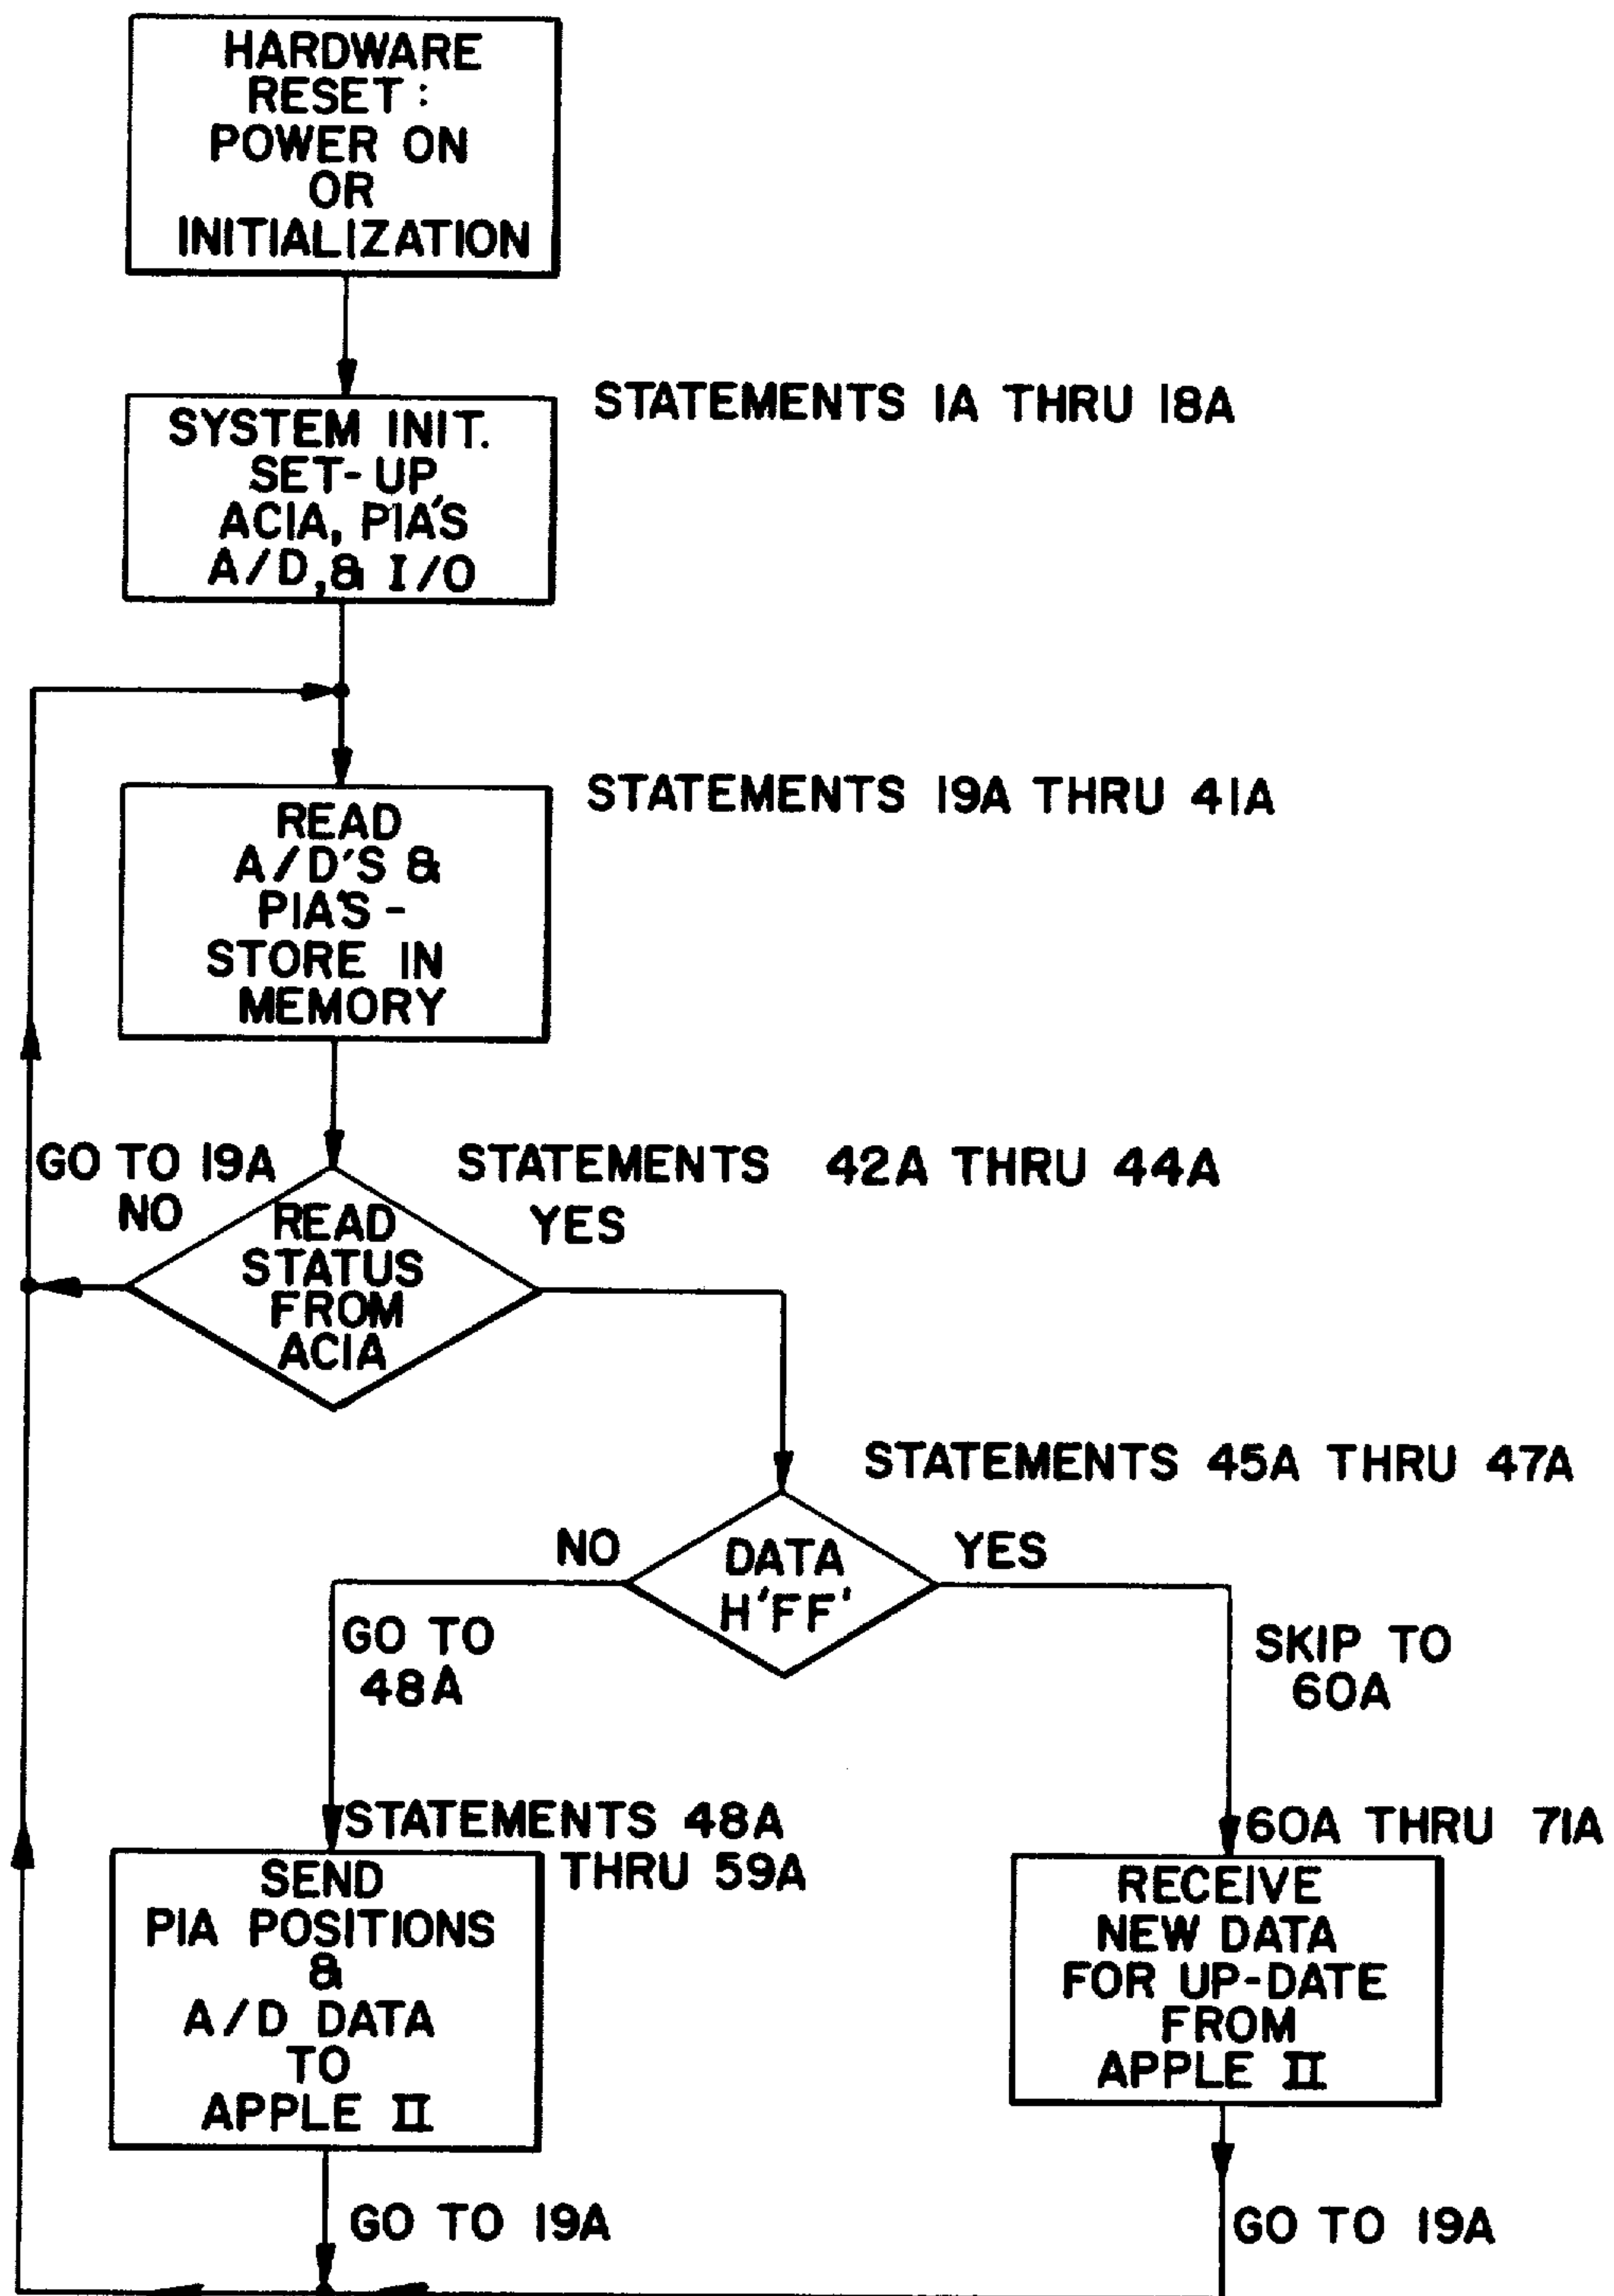 HARDWARE
RESET:
POWER ON
OR
INITIALIZATION
STATEMENTS 1A THRU 18A
SYSTEM INIT.
SET-UP
ACIA, PIA'S
A/D,& I/O
STATEMENTS 19A THRU 41A
READ
A/D'S &
PIA'S -
STORE IN
MEMORY
GO TO 19A
NO
STATEMENTS 42A THRU 44A
YES
READ
STATUS
FROM
ACIA
STATEMENTS 45A THRU 47A
NO
DATA
H'FF'
YES
GO TO
48A
SKIP TO
60A
STATEMENTS 48A
THRU 59A
SEND
PIA POSITIONS
&
A/D DATA
TO
APPLE II
60A THRU 71A
RECEIVE
NEW DATA
FOR UP-DATE
FROM
APPLE II
GO TO 19A
GO TO 19A